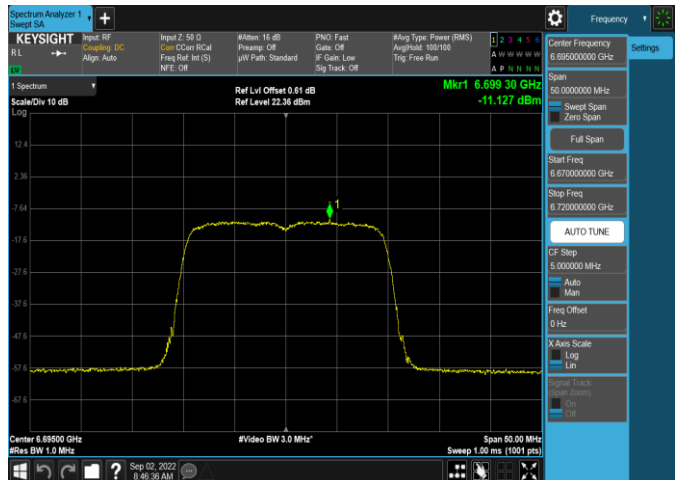 Spectrum Analyzer 1
Swept SA
+
Frequency
KEYSIGHT
RL
LV
Input: RF
Coupling: DC
Align: Auto
Input Z: 50 Ω
Corr CCorr RCal
Freq Ref: Int (S)
NFE: Off
#Atten: 16 dB
Preamp: Off
µW Path: Standard
PNO: Fast
Gate: Off
IF Gain: Low
Sig Track: Off
#Avg Type: Power (RMS)
Avg|Hold: 100/100
Trig: Free Run
1 2 3 4 5 6
A W W W W W
A P N N N N
1 Spectrum
Scale/Div 10 dB
Log
Ref Lvl Offset 0.61 dB
Ref Level 22.36 dBm
Mkr1 6.699 30 GHz
-11.127 dBm
12.4
2.36
-7.64
-17.6
-27.6
-37.6
-47.6
-57.6
-67.6
1
Center 6.69500 GHz
#Res BW 1.0 MHz
#Video BW 3.0 MHz*
Span 50.00 MHz
Sweep 1.00 ms (1001 pts)
Center Frequency
6.695000000 GHz
Span
50.0000000 MHz
Swept Span
Zero Span
Full Span
Start Freq
6.670000000 GHz
Stop Freq
6.720000000 GHz
AUTO TUNE
CF Step
5.000000 MHz
Auto
Man
Freq Offset
0 Hz
X Axis Scale
Log
Lin
Signal Track
(Span Zoom)
On
Off
Settings
?
Sep 02, 2022
8:46:36 AM